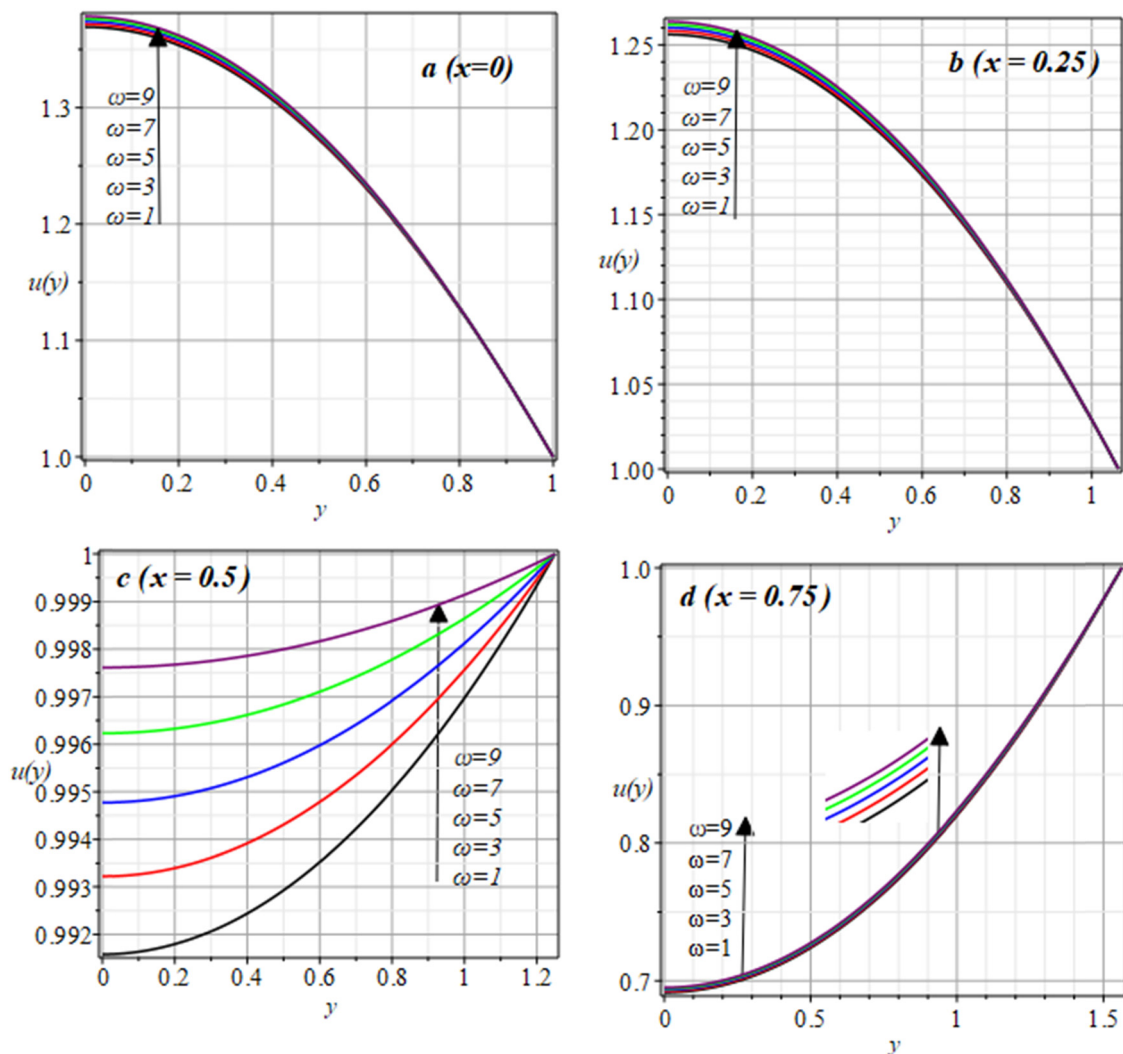 a (x=0)
ω=9
ω=7
ω=5
ω=3
ω=1
1.3
1.2
1.1
1.0
u(y)
0 0.2 0.4 0.6 0.8 1
y
b (x = 0.25)
ω=9
ω=7
ω=5
ω=3
ω=1
1.25
1.20
1.15
1.10
1.05
1.00
u(y)
0 0.2 0.4 0.6 0.8 1
y
c (x = 0.5)
1
0.999
0.998
0.997
0.996
0.995
0.994
0.993
0.992
u(y)
ω=9
ω=7
ω=5
ω=3
ω=1
0 0.2 0.4 0.6 0.8 1 1.2
y
d (x = 0.75)
1.0
0.9
0.8
0.7
u(y)
ω=9
ω=7
ω=5
ω=3
ω=1
0 0.5 1 1.5
y